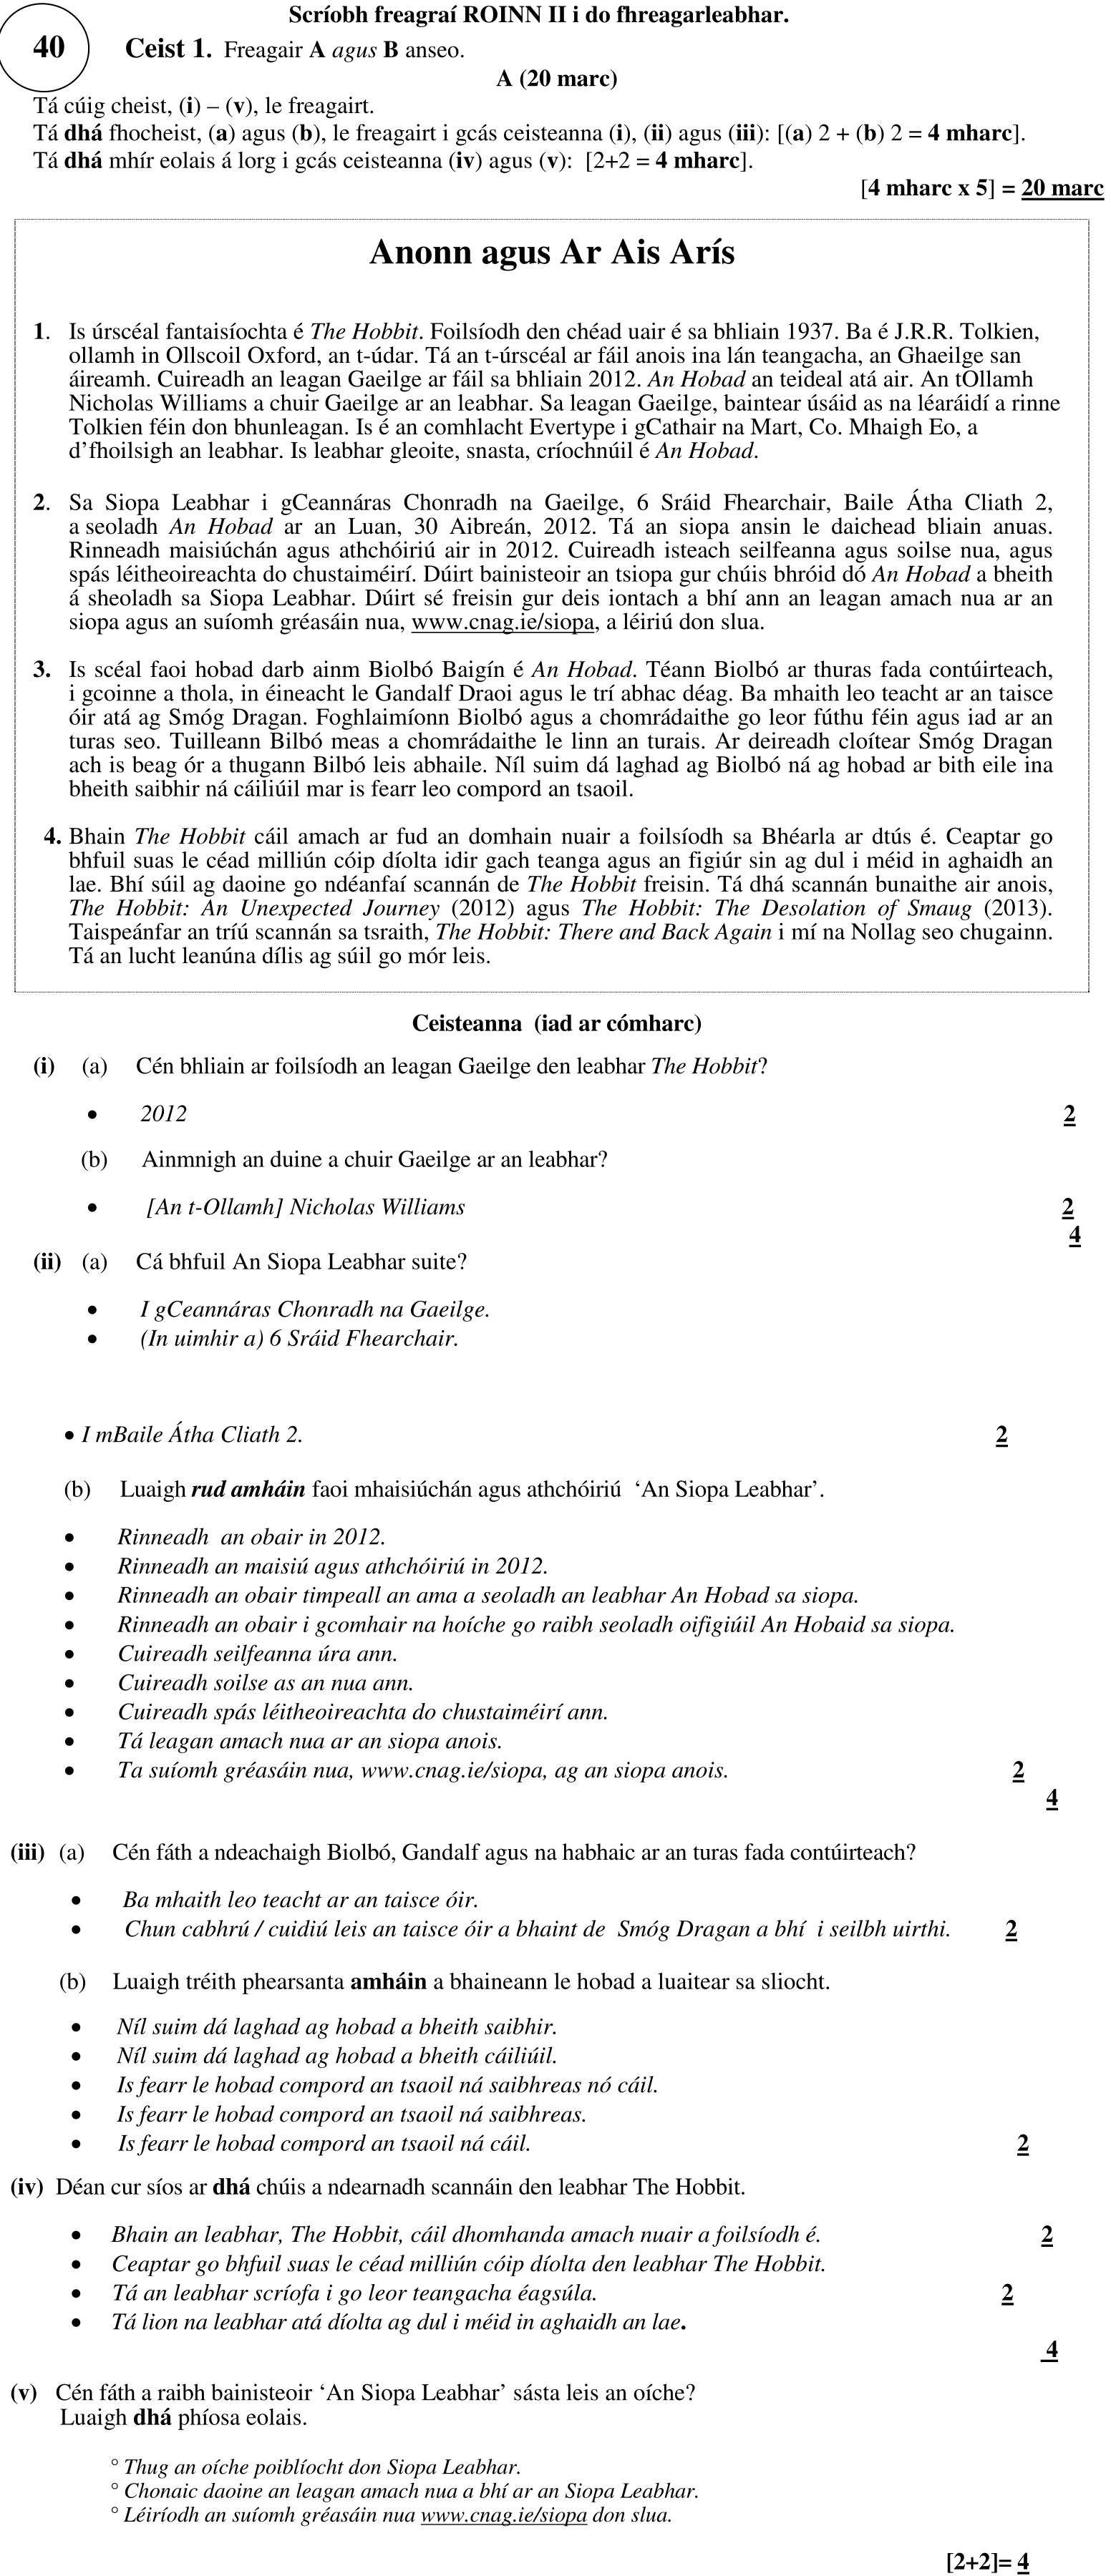 Scríobh freagraí ROINN II i do fhreagarleabhar.
40 Ceist 1. Freagair A agus B anseo.
A (20 marc)
Tá cúig cheist, (i) – (v), le freagairt.
Tá dhá fhocheist, (a) agus (b), le freagairt i gcás ceisteanna (i), (ii) agus (iii): [(a) 2 + (b) 2 = 4 mharc].
Tá dhá mhír eolais á lorg i gcás ceisteanna (iv) agus (v): [2+2 = 4 mharc].
[4 mharc x 5] = 20 marc
Anonn agus Ar Ais Arís
1. Is úrscéal fantaisíochta é The Hobbit. Foilsíodh den chéad uair é sa bhliain 1937. Ba é J.R.R. Tolkien,
ollamh in Ollscoil Oxford, an t-údar. Tá an t-úrscéal ar fáil anois ina lán teangacha, an Ghaeilge san
áireamh. Cuireadh an leagan Gaeilge ar fáil sa bhliain 2012. An Hobad an teideal atá air. An tOllamh
Nicholas Williams a chuir Gaeilge ar an leabhar. Sa leagan Gaeilge, baintear úsáid as na léaráidí a rinne
Tolkien féin don bhunleagan. Is é an comhlacht Evertype i gCathair na Mart, Co. Mhaigh Eo, a
d’fhoilsigh an leabhar. Is leabhar gleoite, snasta, críochnúil é An Hobad.
2. Sa Siopa Leabhar i gCeannáras Chonradh na Gaeilge, 6 Sráid Fhearchair, Baile Átha Cliath 2,
a seoladh An Hobad ar an Luan, 30 Aibreán, 2012. Tá an siopa ansin le daichead bliain anuas.
Rinneadh maisiúchán agus athchóiriú air in 2012. Cuireadh isteach seilfeanna agus soilse nua, agus
spás léitheoireachta do chustaiméirí. Dúirt bainisteoir an tsiopa gur chúis bhróid dó An Hobad a bheith
á sheoladh sa Siopa Leabhar. Dúirt sé freisin gur deis iontach a bhí ann an leagan amach nua ar an
siopa agus an suíomh gréasáin nua, www.cnag.ie/siopa, a léiriú don slua.
3. Is scéal faoi hobad darb ainm Biolbó Baigín é An Hobad. Téann Biolbó ar thuras fada contúirteach,
i gcoinne a thola, in éineacht le Gandalf Draoi agus le trí abhac déag. Ba mhaith leo teacht ar an taisce
óir atá ag Smóg Dragan. Foghlaimíonn Biolbó agus a chomrádaithe go leor fúthu féin agus iad ar an
turas seo. Tuilleann Bilbó meas a chomrádaithe le linn an turais. Ar deireadh cloítear Smóg Dragan
ach is beag ór a thugann Bilbó leis abhaile. Níl suim dá laghad ag Biolbó ná ag hobad ar bith eile ina
bheith saibhir ná cáiliúil mar is fearr leo compord an tsaoil.
4. Bhain The Hobbit cáil amach ar fud an domhain nuair a foilsíodh sa Bhéarla ar dtús é. Ceaptar go
bhfuil suas le céad milliún cóip díolta idir gach teanga agus an figiúr sin ag dul i méid in aghaidh an
lae. Bhí súil ag daoine go ndéanfaí scannán de The Hobbit freisin. Tá dhá scannán bunaithe air anois,
The Hobbit: An Unexpected Journey (2012) agus The Hobbit: The Desolation of Smaug (2013).
Taispeánfar an tríú scannán sa tsraith, The Hobbit: There and Back Again i mí na Nollag seo chugainn.
Tá an lucht leanúna dílis ag súil go mór leis.
Ceisteanna (iad ar cómharc)
(i) (a) Cén bhliain ar foilsíodh an leagan Gaeilge den leabhar The Hobbit?
• 2012 2
(b) Ainmnigh an duine a chuir Gaeilge ar an leabhar?
• [An t-Ollamh] Nicholas Williams 2
4
(ii) (a) Cá bhfuil An Siopa Leabhar suite?
• I gCeannáras Chonradh na Gaeilge.
• (In uimhir a) 6 Sráid Fhearchair.
• I mBaile Átha Cliath 2. 2
(b) Luaigh rud amháin faoi mhaisiúchán agus athchóiriú ‘An Siopa Leabhar’.
• Rinneadh an obair in 2012.
• Rinneadh an maisiú agus athchóiriú in 2012.
• Rinneadh an obair timpeall an ama a seoladh an leabhar An Hobad sa siopa.
• Rinneadh an obair i gcomhair na hoíche go raibh seoladh oifigiúil An Hobaid sa siopa.
• Cuireadh seilfeanna úra ann.
• Cuireadh soilse as an nua ann.
• Cuireadh spás léitheoireachta do chustaiméirí ann.
• Tá leagan amach nua ar an siopa anois.
• Ta suíomh gréasáin nua, www.cnag.ie/siopa, ag an siopa anois. 2
4
(iii) (a) Cén fáth a ndeachaigh Biolbó, Gandalf agus na habhaic ar an turas fada contúirteach?
• Ba mhaith leo teacht ar an taisce óir.
• Chun cabhrú / cuidiú leis an taisce óir a bhaint de Smóg Dragan a bhí i seilbh uirthi. 2
(b) Luaigh tréith phearsanta amháin a bhaineann le hobad a luaitear sa sliocht.
• Níl suim dá laghad ag hobad a bheith saibhir.
• Níl suim dá laghad ag hobad a bheith cáiliúil.
• Is fearr le hobad compord an tsaoil ná saibhreas nó cáil.
• Is fearr le hobad compord an tsaoil ná saibhreas.
• Is fearr le hobad compord an tsaoil ná cáil. 2
(iv) Déan cur síos ar dhá chúis a ndearnadh scannáin den leabhar The Hobbit.
• Bhain an leabhar, The Hobbit, cáil dhomhanda amach nuair a foilsíodh é. 2
• Ceaptar go bhfuil suas le céad milliún cóip díolta den leabhar The Hobbit.
• Tá an leabhar scríofa i go leor teangacha éagsúla. 2
• Tá lion na leabhar atá díolta ag dul i méid in aghaidh an lae.
4
(v) Cén fáth a raibh bainisteoir ‘An Siopa Leabhar’ sásta leis an oíche?
Luaigh dhá phíosa eolais.
° Thug an oíche poiblíocht don Siopa Leabhar.
° Chonaic daoine an leagan amach nua a bhí ar an Siopa Leabhar.
° Léiríodh an suíomh gréasáin nua www.cnag.ie/siopa don slua.
[2+2]= 4